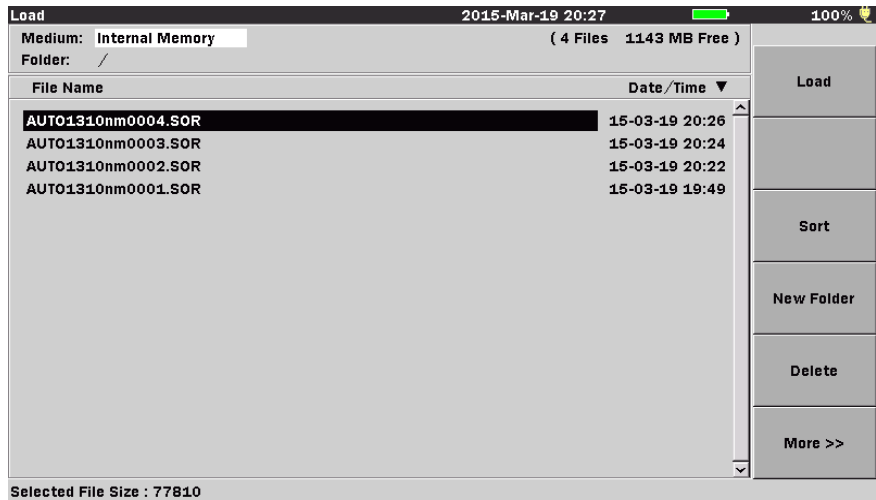 Load 2015-Mar-19 20:27 100%
Medium: Internal Memory ( 4 Files 1143 MB Free )
Folder: /
File Name Date/Time ▼
AUTO1310nm0004.SOR 15-03-19 20:26
AUTO1310nm0003.SOR 15-03-19 20:24
AUTO1310nm0002.SOR 15-03-19 20:22
AUTO1310nm0001.SOR 15-03-19 19:49
Load
Sort
New Folder
Delete
More >>
Selected File Size : 77810